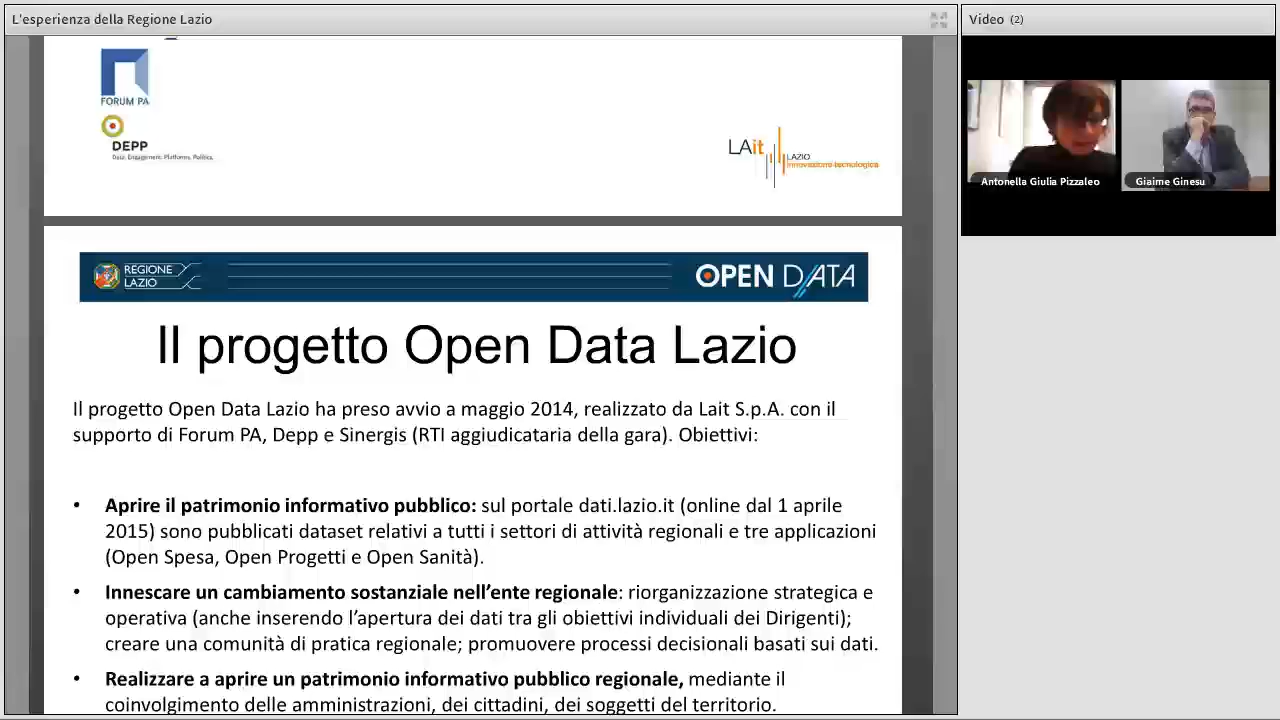 L'esperienza della Regione Lazio
Video (2)
FORUM PA
DEPP
Data. Engagement. Platforms. Politics.
LAit
LAZIO
innovazione tecnologica
Antonella Giulia Pizzaleo
Giaime Ginesu
REGIONE
LAZIO
OPEN DATA
Il progetto Open Data Lazio
Il progetto Open Data Lazio ha preso avvio a maggio 2014, realizzato da Lait S.p.A. con il
supporto di Forum PA, Depp e Sinergis (RTI aggiudicataria della gara). Obiettivi:
• Aprire il patrimonio informativo pubblico: sul portale dati.lazio.it (online dal 1 aprile
2015) sono pubblicati dataset relativi a tutti i settori di attività regionali e tre applicazioni
(Open Spesa, Open Progetti e Open Sanità).
• Innescare un cambiamento sostanziale nell’ente regionale: riorganizzazione strategica e
operativa (anche inserendo l’apertura dei dati tra gli obiettivi individuali dei Dirigenti);
creare una comunità di pratica regionale; promuovere processi decisionali basati sui dati.
• Realizzare a aprire un patrimonio informativo pubblico regionale, mediante il
coinvolgimento delle amministrazioni, dei cittadini, dei soggetti del territorio.